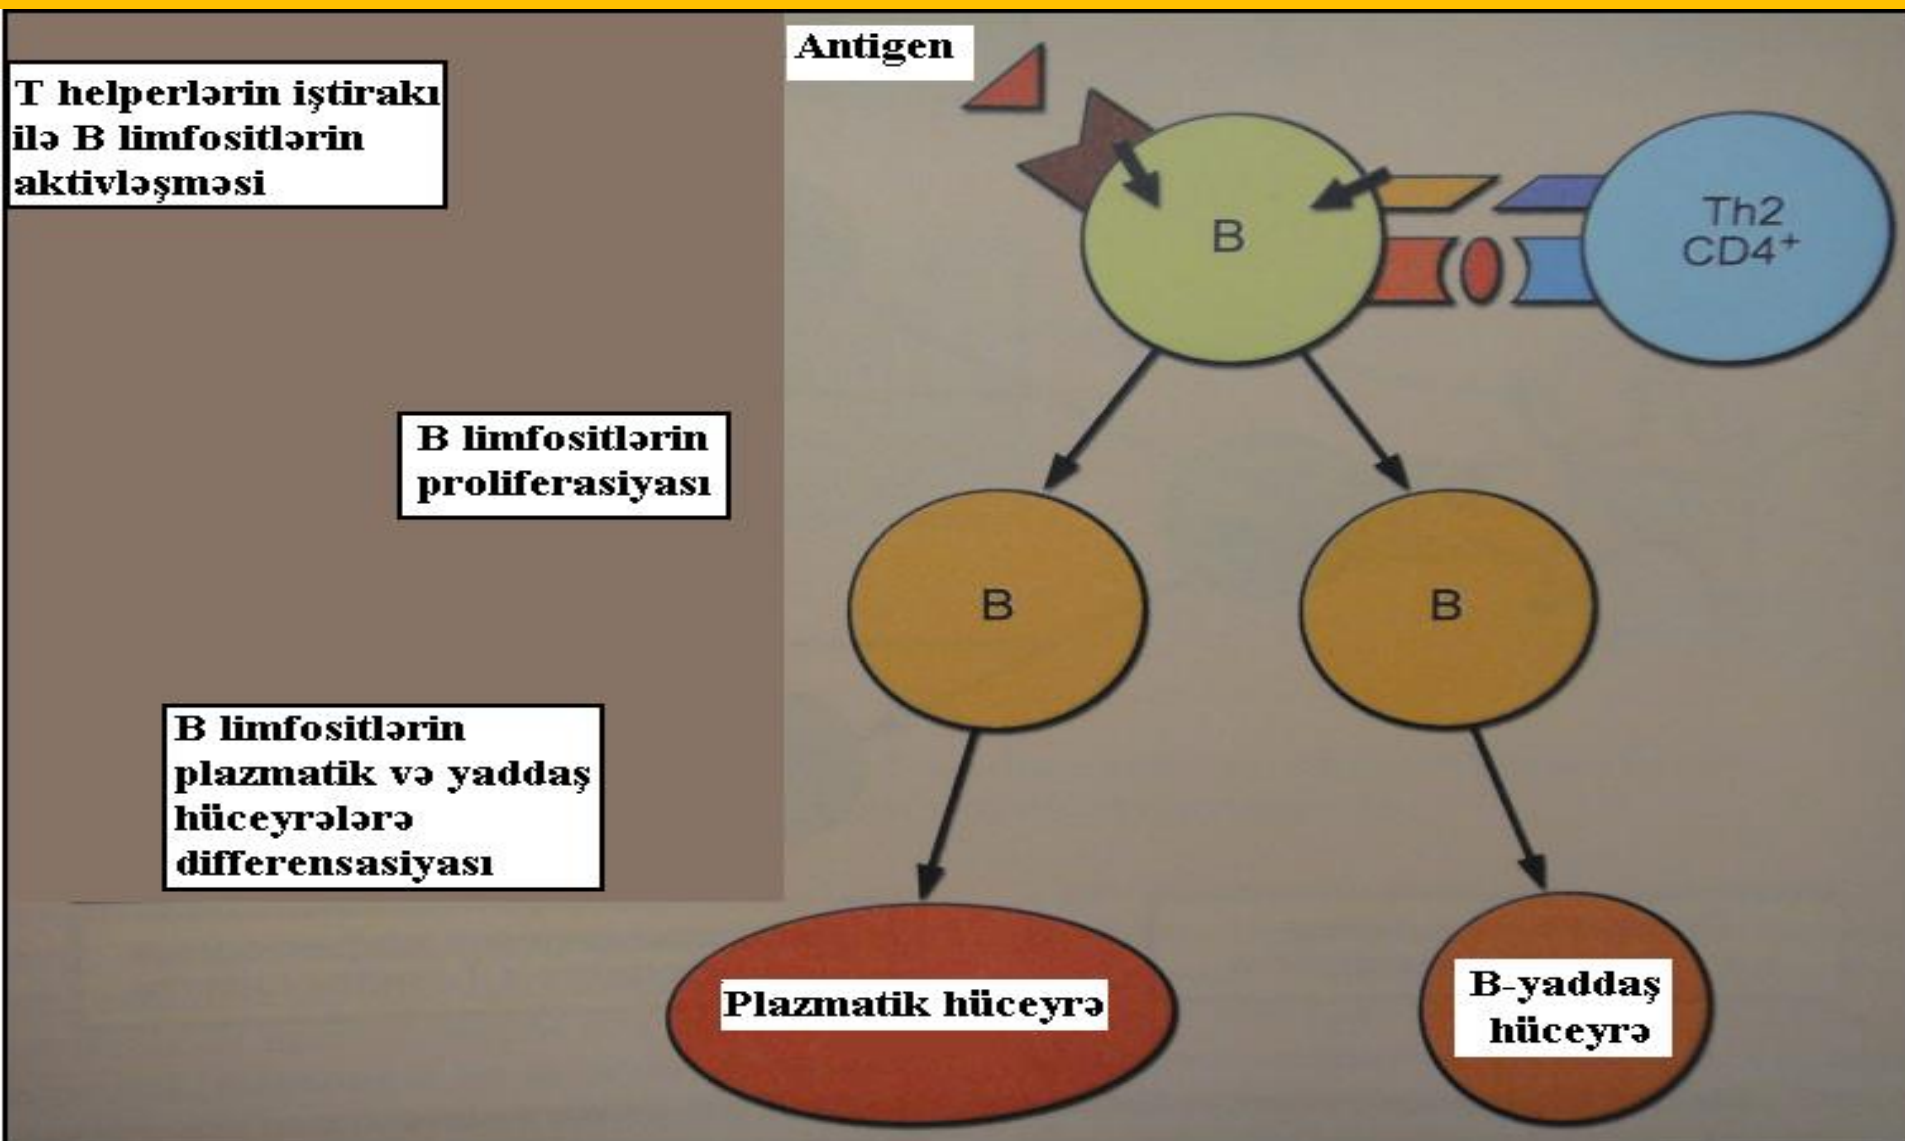 Antigen
T helperlərin iştirakı
ilə B limfositlərin
aktivləşməsi
B
Th2
CD4+
B limfositlərin
proliferasiyası
B
B
B limfositlərin
plazmatik və yaddaş
hüceyrələrə
differensasiyası
Plazmatik hüceyrə
B-yaddaş
hüceyrə